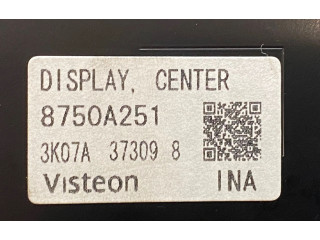 DISPLAY, CENTER
8750A251
3K07A 37309 8
Visteon INA